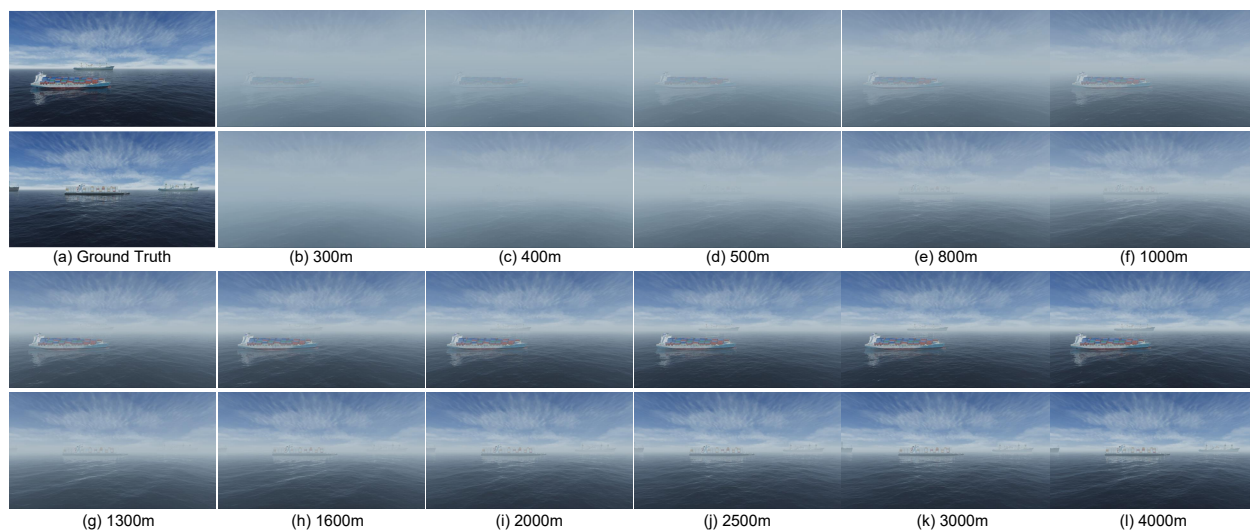 (a) Ground Truth
(b) 300m
(c) 400m
(d) 500m
(e) 800m
(f) 1000m
(g) 1300m
(h) 1600m
(i) 2000m
(j) 2500m
(k) 3000m
(l) 4000m